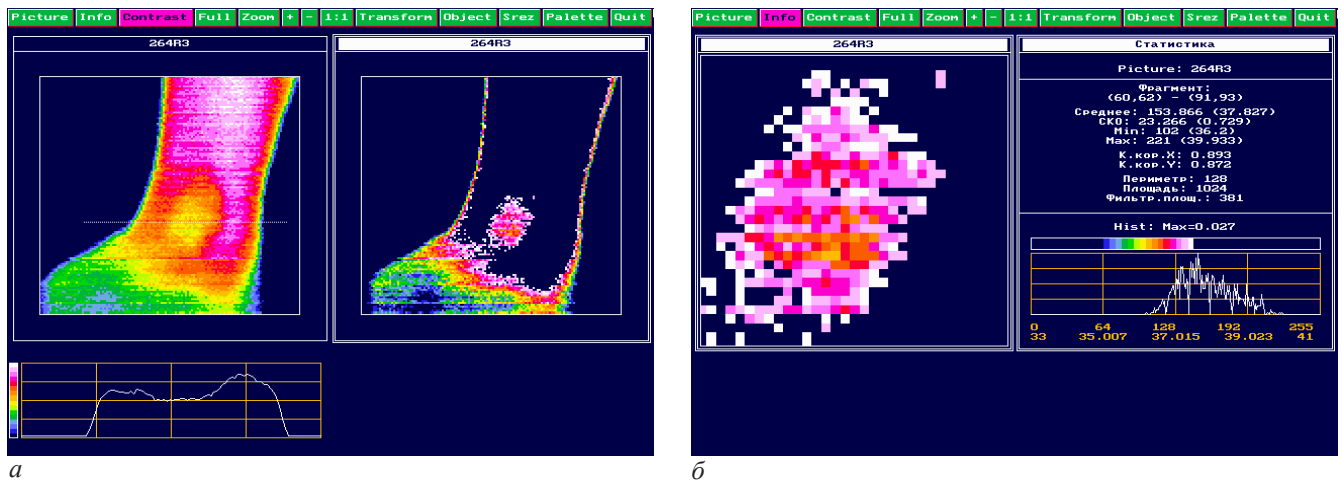 Picture Info Contrast Full Zoom + - 1:1 Transform Object Srez Palette Quit
264R3 264R3
а
Picture Info Contrast Full Zoom + - 1:1 Transform Object Srez Palette Quit
264R3
Статистика
Picture: 264R3
Фрагмент:
(60,62) - (91,93)
Среднее: 153.866 (37.827)
СКО: 23.266 (0.729)
Min: 102 (36.2)
Max: 221 (39.933)
К.кор.X: 0.893
К.кор.Y: 0.872
Периметр: 128
Площадь: 1024
Фильтр.площ.: 381
Hist: Max=0.027
0 64 128 192 255
33 35.007 37.015 39.023 41
б